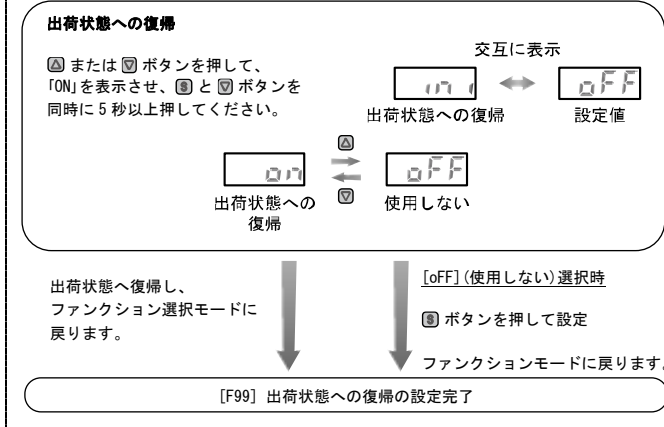 出荷状態への復帰
▲ または ▼ ボタンを押して、
「ON」を表示させ、Ⓢ と ▼ ボタンを
同時に5秒以上押してください。
交互に表示
ini
oFF
出荷状態への復帰
設定値
on
oFF
出荷状態への
復帰
使用しない
出荷状態へ復帰し、
ファンクション選択モードに
戻ります。
[oFF](使用しない)選択時
Ⓢ ボタンを押して設定
ファンクションモードに戻ります。
[F99] 出荷状態への復帰の設定完了